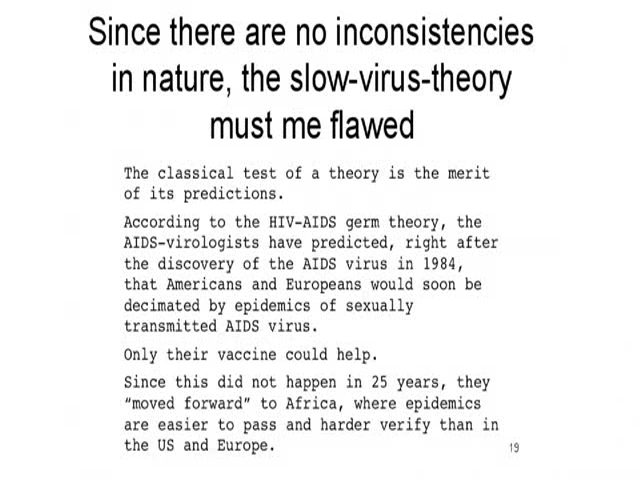 Since there are no inconsistencies
in nature, the slow-virus-theory
must me flawed
The classical test of a theory is the merit
of its predictions.
According to the HIV-AIDS germ theory, the
AIDS-virologists have predicted, right after
the discovery of the AIDS virus in 1984,
that Americans and Europeans would soon be
decimated by epidemics of sexually
transmitted AIDS virus.
Only their vaccine could help.
Since this did not happen in 25 years, they
“moved forward” to Africa, where epidemics
are easier to pass and harder verify than in
the US and Europe.
19